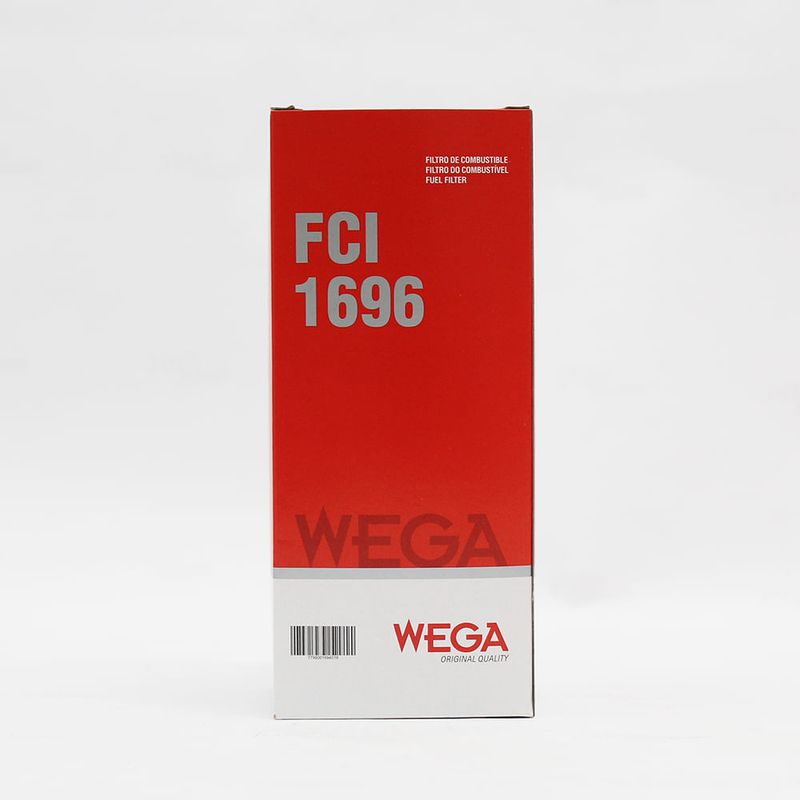 FILTRO DE COMBUSTIBLE
FILTRO DO COMBUSTÍVEL
FUEL FILTER
FCI
1696
WEGA
WEGA
ORIGINAL QUALITY